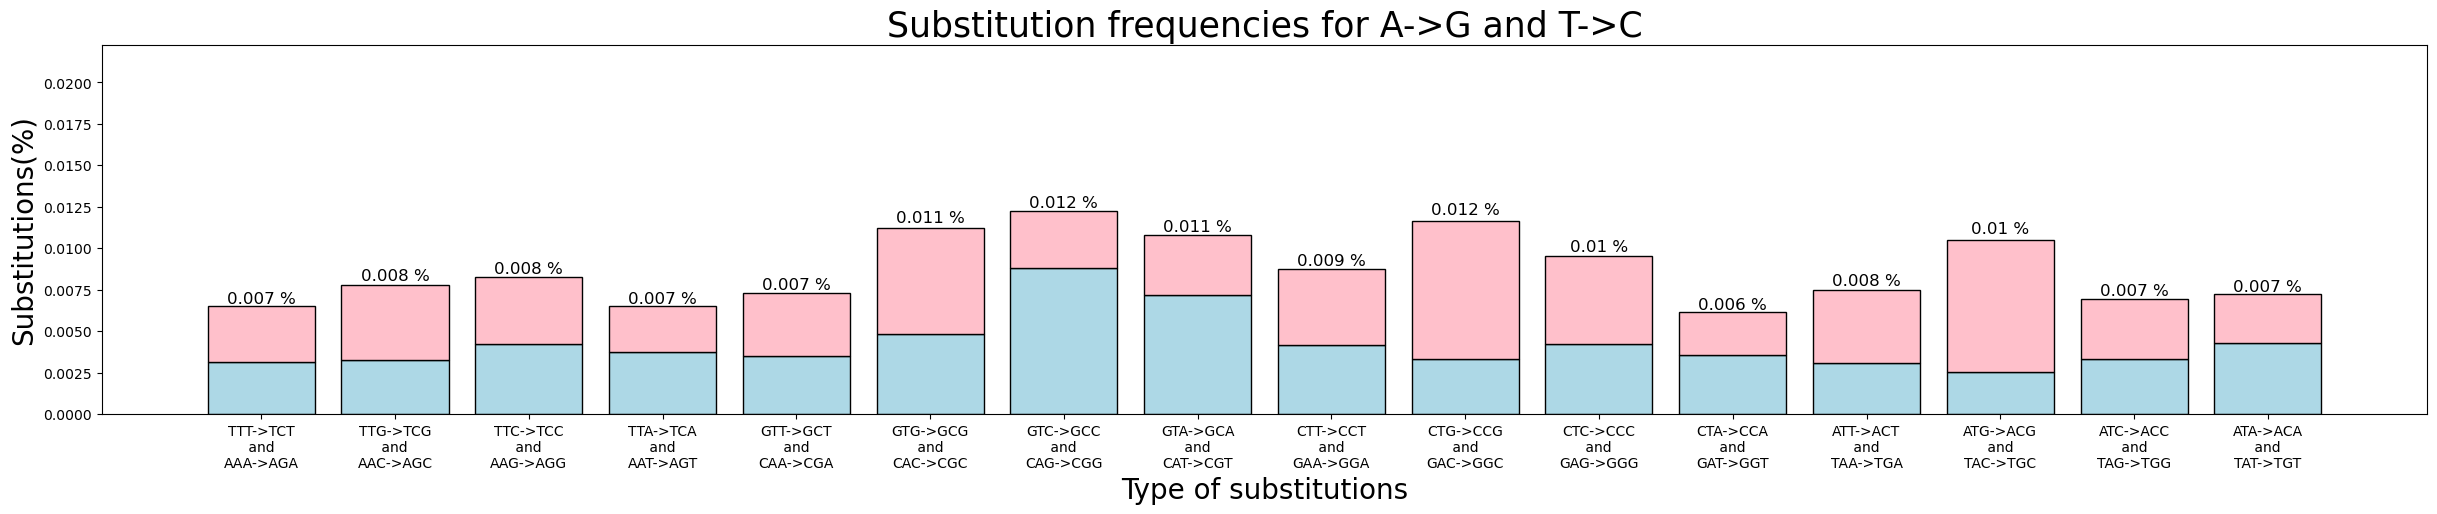 Substitution frequencies for A->G and T->C
Substitutions(%)
0.0200
0.0175
0.0150
0.0125
0.0100
0.0075
0.0050
0.0025
0.0000
0.007 %
0.008 %
0.008 %
0.007 %
0.007 %
0.011 %
0.012 %
0.011 %
0.009 %
0.012 %
0.01 %
0.006 %
0.008 %
0.01 %
0.007 %
0.007 %
TTT->TCT
and
AAA->AGA
TTG->TCG
and
AAC->AGC
TTC->TCC
and
AAG->AGG
TTA->TCA
and
AAT->AGT
GTT->GCT
and
CAA->CGA
GTG->GCG
and
CAC->CGC
GTC->GCC
and
CAG->CGG
GTA->GCA
and
CAT->CGT
CTT->CCT
and
GAA->GGA
CTG->CCG
and
GAC->GGC
CTC->CCC
and
GAG->GGG
CTA->CCA
and
GAT->GGT
ATT->ACT
and
TAA->TGA
ATG->ACG
and
TAC->TGC
ATC->ACC
and
TAG->TGG
ATA->ACA
and
TAT->TGT
Type of substitutions